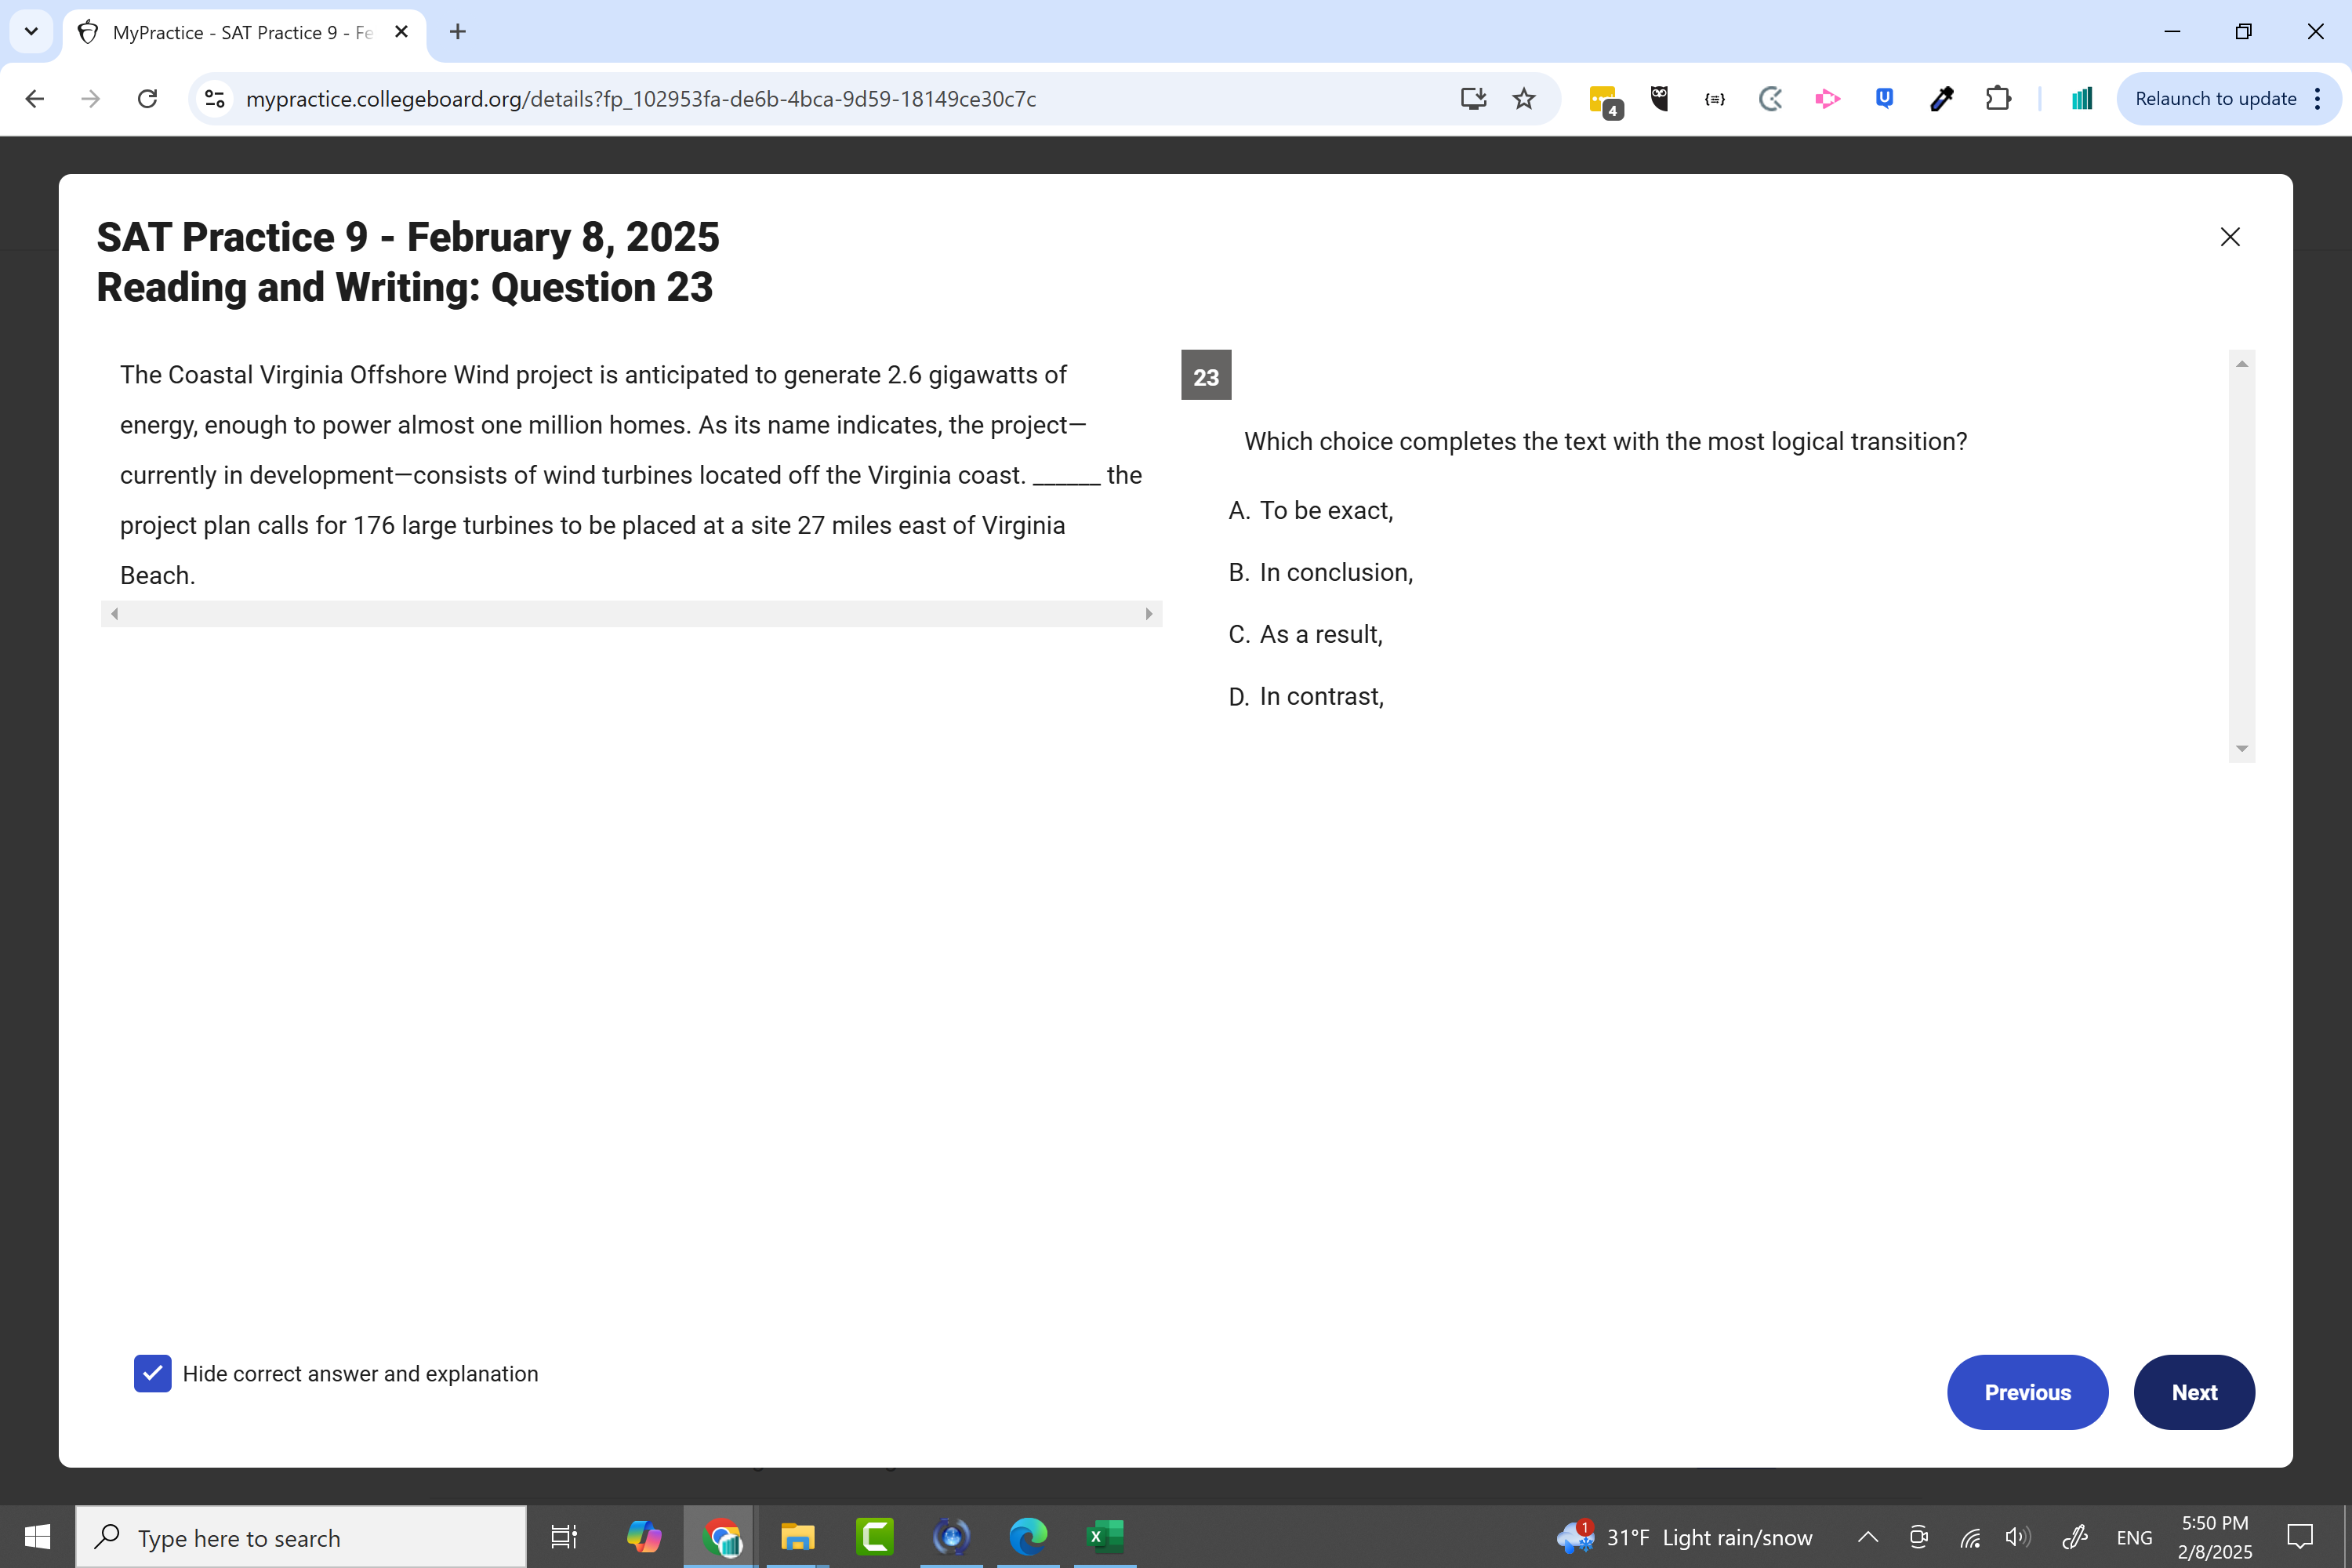 MyPractice - SAT Practice 9 - Fe
mypractice.collegeboard.org/details?fp_102953fa-de6b-4bca-9d59-18149ce30c7c
4
{≡}
U
Relaunch to update
SAT Practice 9 - February 8, 2025
Reading and Writing: Question 23
The Coastal Virginia Offshore Wind project is anticipated to generate 2.6 gigawatts of
energy, enough to power almost one million homes. As its name indicates, the project—
currently in development—consists of wind turbines located off the Virginia coast. ______ the
project plan calls for 176 large turbines to be placed at a site 27 miles east of Virginia
Beach.
23
Which choice completes the text with the most logical transition?
A. To be exact,
B. In conclusion,
C. As a result,
D. In contrast,
Hide correct answer and explanation
Previous
Next
Type here to search
1
31°F Light rain/snow
ENG
5:50 PM
2/8/2025